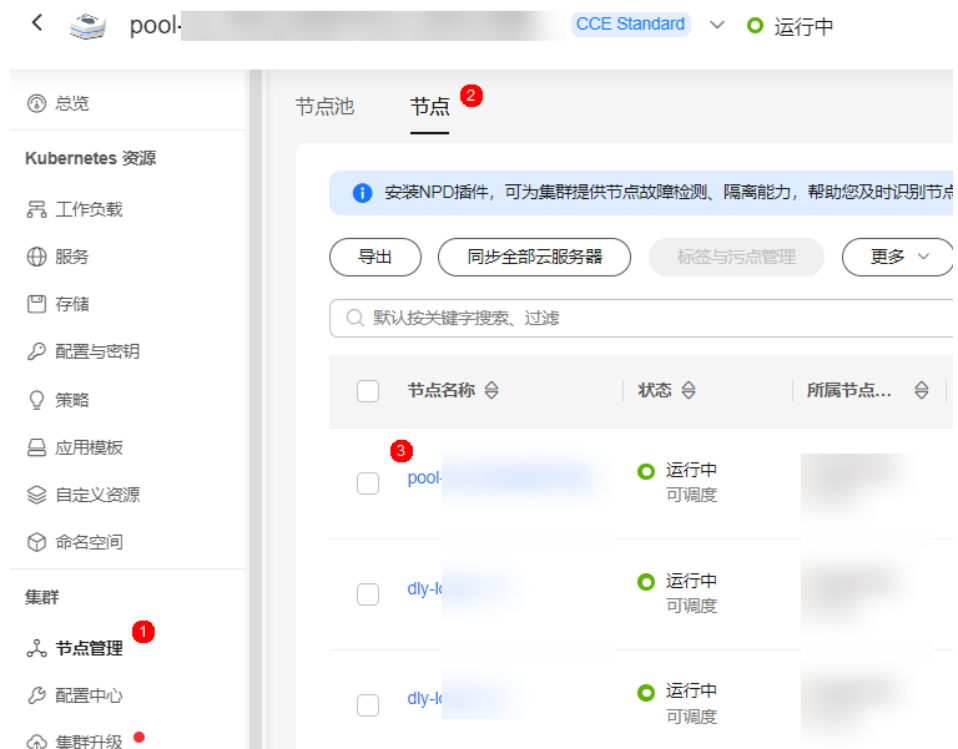 pool-
CCE Standard
运行中
总览
Kubernetes 资源
工作负载
服务
存储
配置与密钥
策略
应用模板
自定义资源
命名空间
集群
节点管理
1
配置中心
集群升级
节点池
节点
2
安装NPD插件，可为集群提供节点故障检测、隔离能力，帮助您及时识别节点
导出
同步全部云服务器
标签与污点管理
更多
默认按关键字搜索、过滤
节点名称
状态
所属节点...
3
pool-
运行中
可调度
dly-lo
运行中
可调度
dly-lo
运行中
可调度